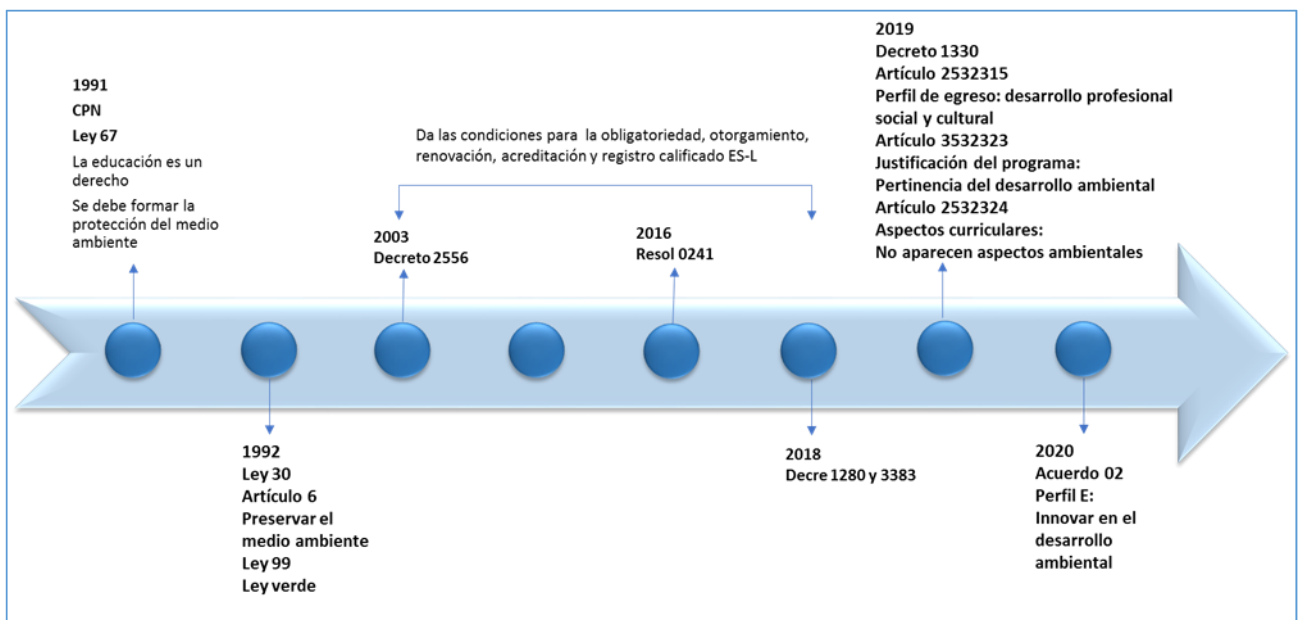 1991
CPN
Ley 67
La educación es un
derecho
Se debe formar la
protección del medio
ambiente
1992
Ley 30
Artículo 6
Preservar el
medio ambiente
Ley 99
Ley verde
Da las condiciones para la obligatoriedad, otorgamiento,
renovación, acreditación y registro calificado ES-L
2003
Decreto 2556
2016
Resol 0241
2018
Decre 1280 y 3383
2019
Decreto 1330
Artículo 2532315
Perfil de egreso: desarrollo profesional
social y cultural
Artículo 3532323
Justificación del programa:
Pertinencia del desarrollo ambiental
Artículo 2532324
Aspectos curriculares:
No aparecen aspectos ambientales
2020
Acuerdo 02
Perfil E:
Innovar en el
desarrollo
ambiental